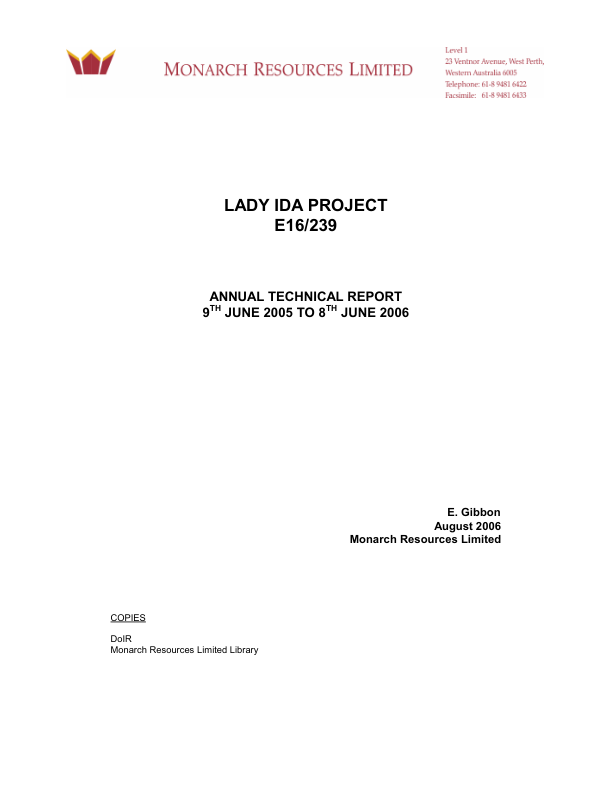 MONARCH RESOURCES LIMITED
Level 1
23 Ventnor Avenue, West Perth,
Western Australia 6005
Telephone: 61-8 9481 6422
Facsimile: 61-8 9481 6433
LADY IDA PROJECT
E16/239
ANNUAL TECHNICAL REPORT
9TH JUNE 2005 TO 8TH JUNE 2006
E. Gibbon
August 2006
Monarch Resources Limited
COPIES
DoIR
Monarch Resources Limited Library